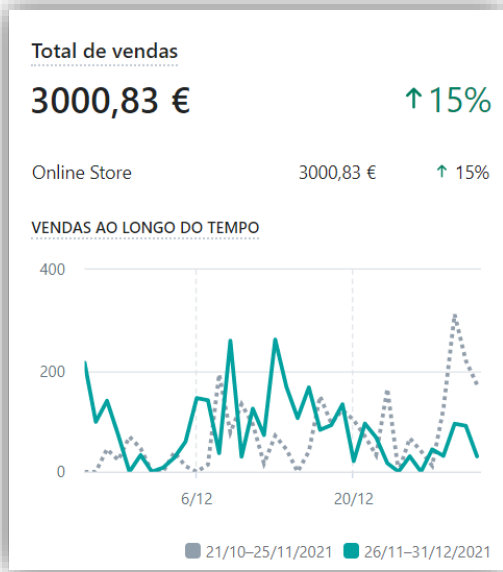 Total de vendas
3000,83 € ↑ 15%
Online Store 3000,83 € ↑ 15%
VENDAS AO LONGO DO TEMPO
400
200
0
6/12 20/12
21/10–25/11/2021 26/11–31/12/2021